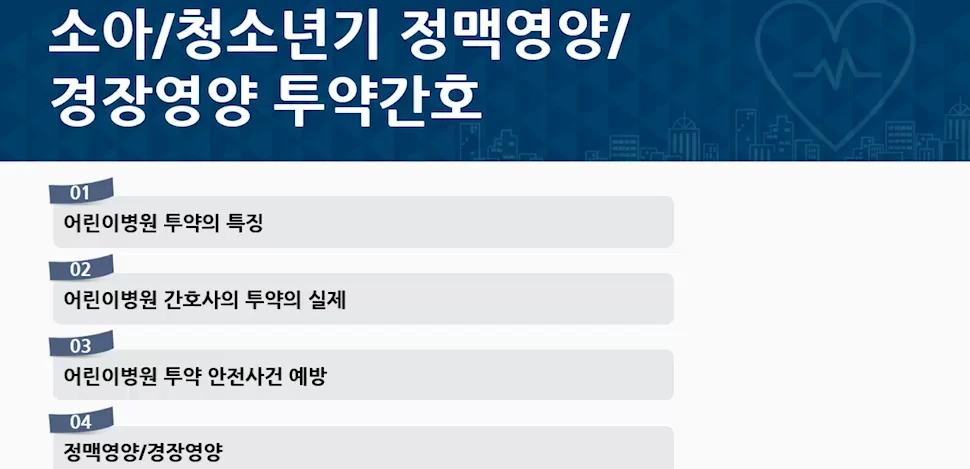 소아/청소년기 정맥영양/
경장영양 투약간호
01
어린이병원 투약의 특징
02
어린이병원 간호사의 투약의 실제
03
어린이병원 투약 안전사건 예방
04
정맥영양/경장영양